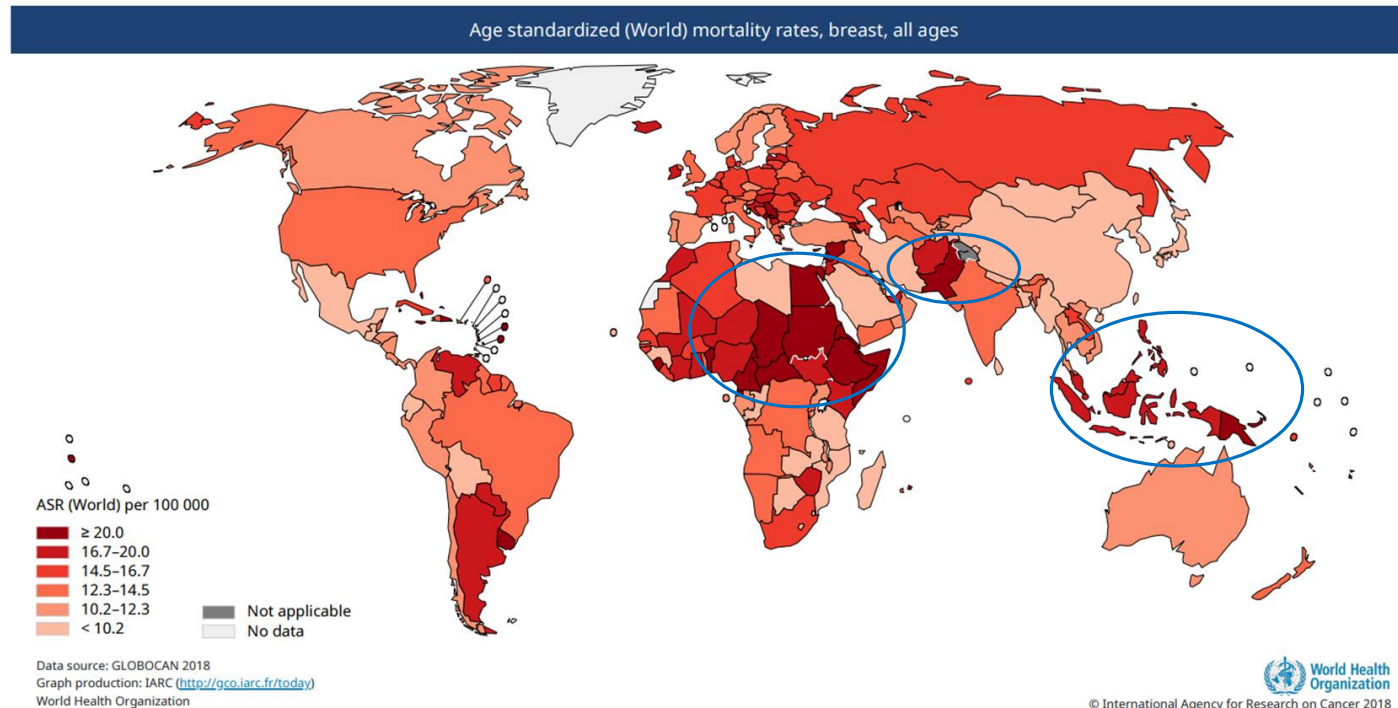 Age standardized (World) mortality rates, breast, all ages
ASR (World) per 100 000
≥ 20.0
16.7–20.0
14.5–16.7
12.3–14.5
10.2–12.3
< 10.2
Not applicable
No data
Data source: GLOBOCAN 2018
Graph production: IARC (http://gco.iarc.fr/today)
World Health Organization
World Health
Organization
© International Agency for Research on Cancer 2018